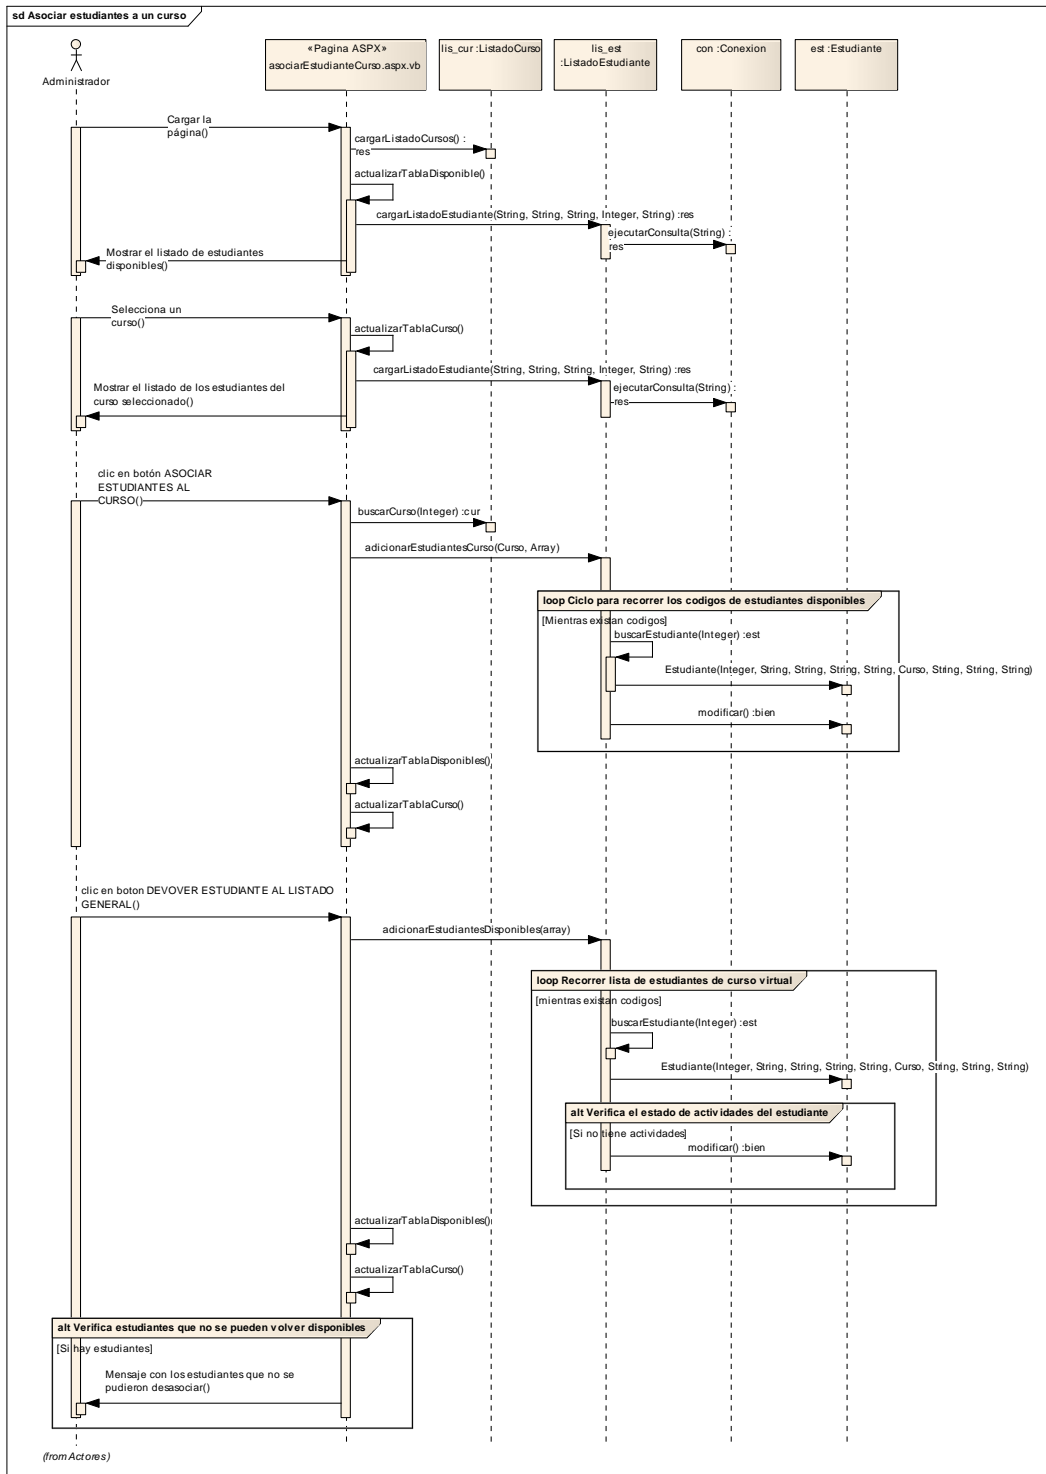 sd Asociar estudiantes a un curso
Administrador
«Pagina ASPX»
asociarEstudianteCurso.aspx.vb
lis_cur :ListadoCurso
lis_est
:ListadoEstudiante
con :Conexion
est :Estudiante
Cargar la
página()
cargarListadoCursos() :
res
actualizarTablaDisponible()
cargarListadoEstudiante(String, String, String, Integer, String) :res
ejecutarConsulta(String) :
res
Mostrar el listado de estudiantes
disponibles()
Selecciona un
curso()
actualizarTablaCurso()
cargarListadoEstudiante(String, String, String, Integer, String) :res
Mostrar el listado de los estudiantes del
curso seleccionado()
ejecutarConsulta(String) :
res
clic en botón ASOCIAR
ESTUDIANTES AL
CURSO()
buscarCurso(Integer) :cur
adicionarEstudiantesCurso(Curso, Array)
loop Ciclo para recorrer los codigos de estudiantes disponibles
[Mientras existan codigos]
buscarEstudiante(Integer) :est
Estudiante(Integer, String, String, String, String, Curso, String, String, String)
modificar() :bien
actualizarTablaDisponibles()
actualizarTablaCurso()
clic en boton DEVOVER ESTUDIANTE AL LISTADO
GENERAL()
adicionarEstudiantesDisponibles(array)
loop Recorrer lista de estudiantes de curso virtual
[mientras existan codigos]
buscarEstudiante(Integer) :est
Estudiante(Integer, String, String, String, String, Curso, String, String, String)
alt Verifica el estado de actividades del estudiante
[Si no tiene actividades]
modificar() :bien
actualizarTablaDisponibles()
actualizarTablaCurso()
alt Verifica estudiantes que no se pueden volver disponibles
[Si hay estudiantes]
Mensaje con los estudiantes que no se
pudieron desasociar()
(from Actores)